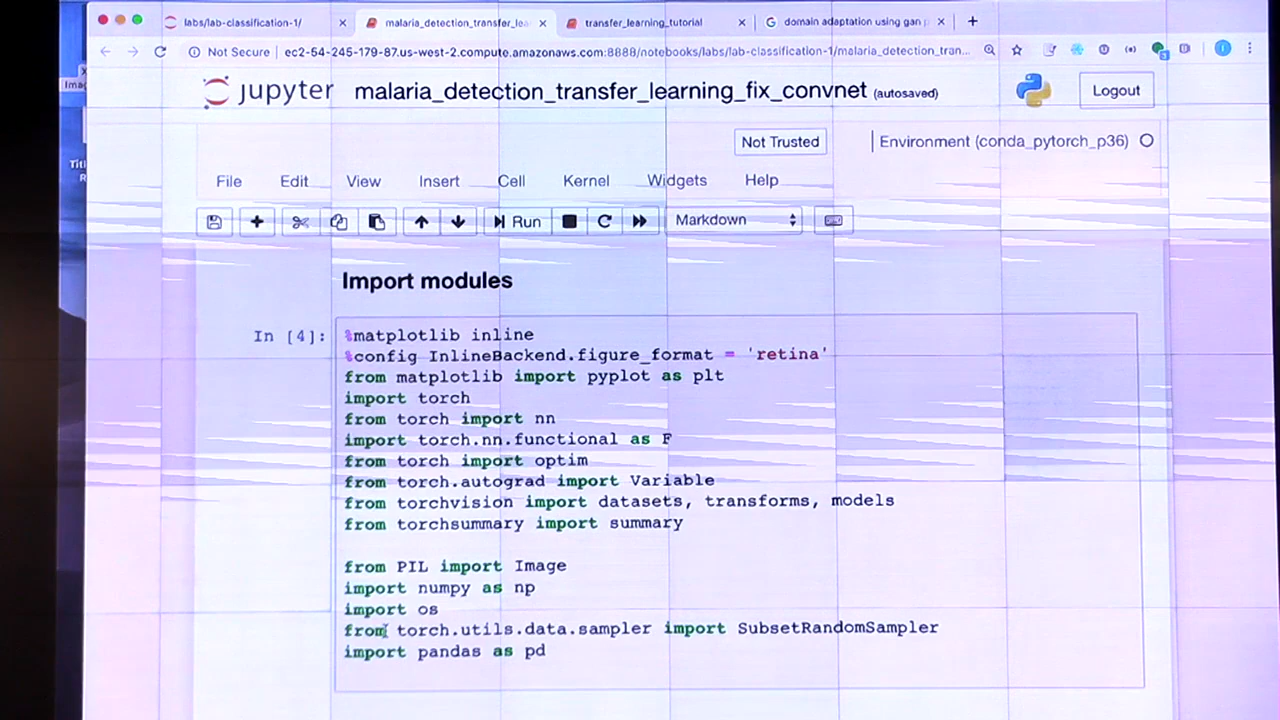 labs/lab-classification-1/
malaria_detection_transfer_lea
transfer_learning_tutorial
domain adaptation using gan p
Not Secure | ec2-54-245-179-87.us-west-2.compute.amazonaws.com:8888/notebooks/labs/lab-classification-1/malaria_detection_tran...
Imag
jupyter malaria_detection_transfer_learning_fix_convnet (autosaved)
Logout
Not Trusted
Environment (conda_pytorch_p36)
Titl
R
File Edit View Insert Cell Kernel Widgets Help
Run
Markdown
Import modules
In [4]:
%matplotlib inline
%config InlineBackend.figure_format = 'retina'
from matplotlib import pyplot as plt
import torch
from torch import nn
import torch.nn.functional as F
from torch import optim
from torch.autograd import Variable
from torchvision import datasets, transforms, models
from torchsummary import summary
from PIL import Image
import numpy as np
import os
from torch.utils.data.sampler import SubsetRandomSampler
import pandas as pd